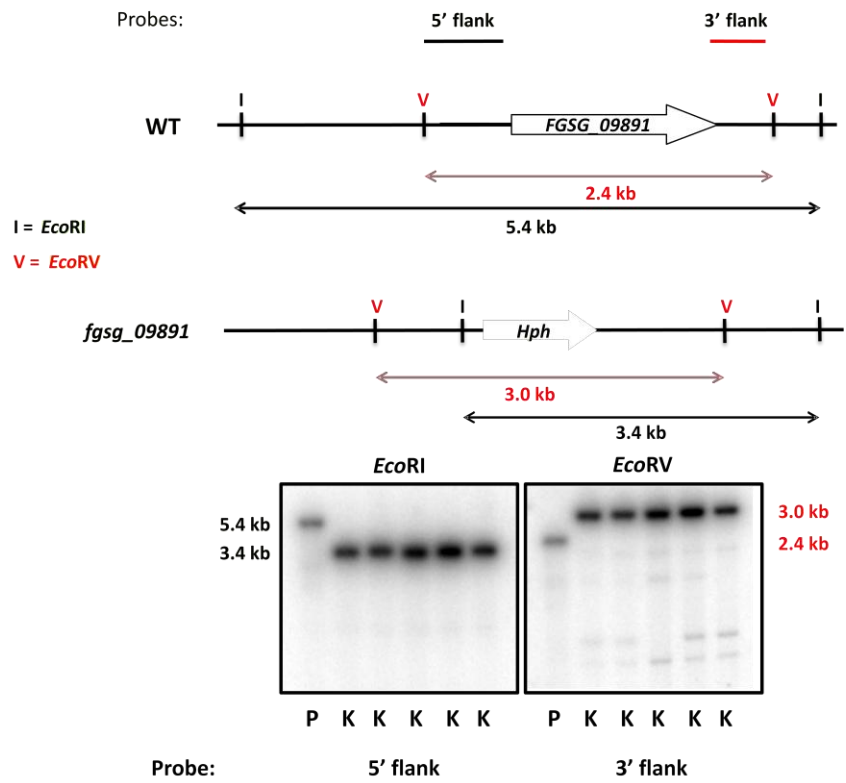 Probes: 5’ flank 3’ flank
I V V I
WT FGSG_09891
2.4 kb
5.4 kb
I = EcoRI
V = EcoRV
V I V I
fgsg_09891 Hph
3.0 kb
3.4 kb
EcoRI EcoRV
5.4 kb 3.0 kb
3.4 kb 2.4 kb
P K K K K K P K K K K K
Probe: 5’ flank 3’ flank